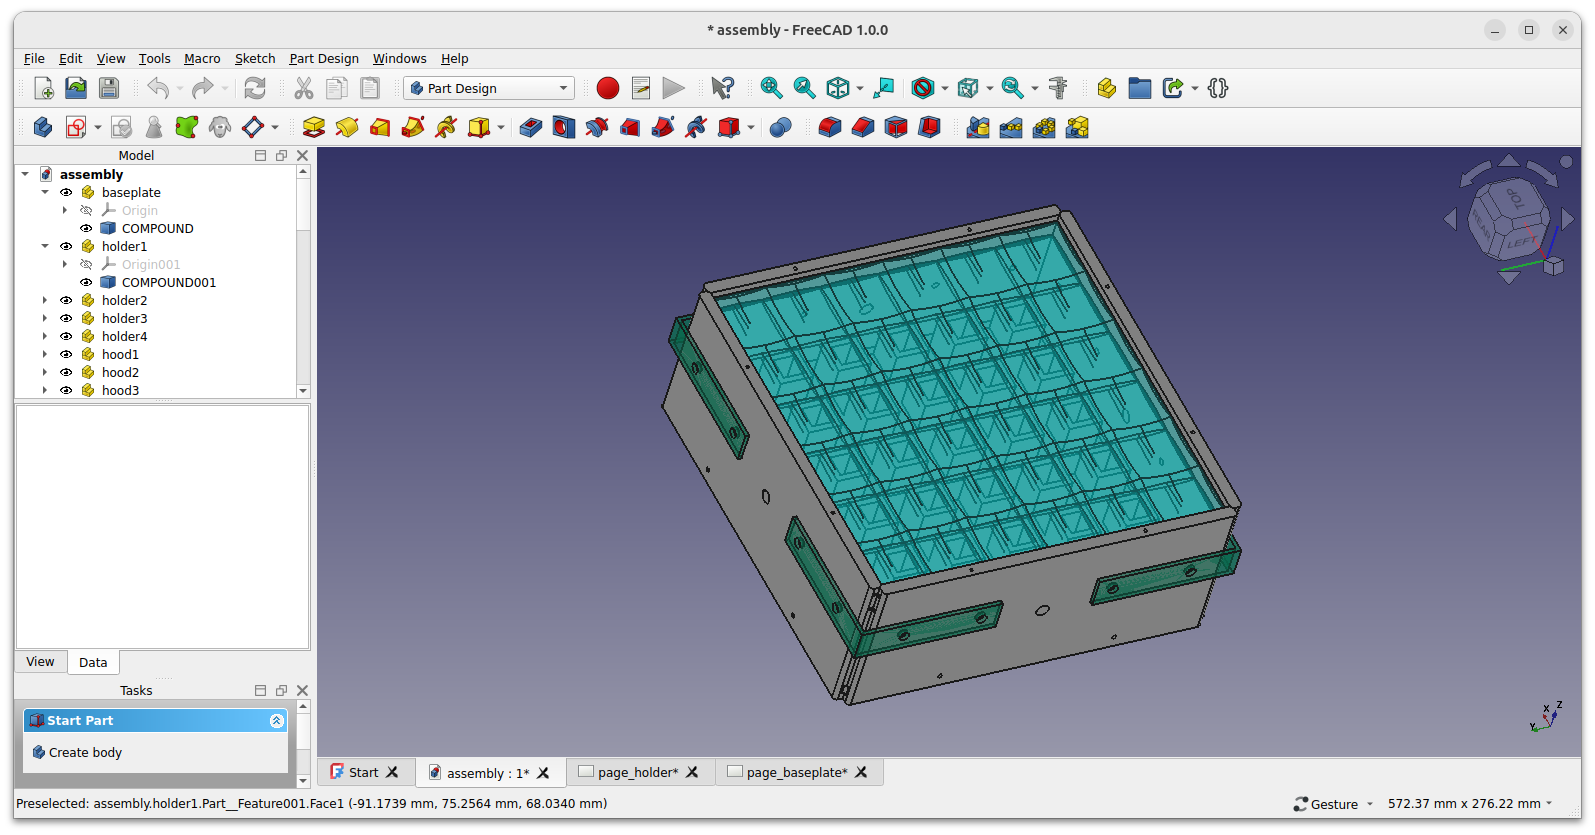 * assembly - FreeCAD 1.0.0
File Edit View Tools Macro Sketch Part Design Windows Help
Part Design
Model
assembly
baseplate
Origin
COMPOUND
holder1
Origin001
COMPOUND001
holder2
holder3
holder4
hood1
hood2
hood3
View Data
Tasks
Start Part
Create body
TOP
REAR
LEFT
X
Y
Z
Start assembly : 1* page_holder* page_baseplate*
Preselected: assembly.holder1.Part__Feature001.Face1 (-91.1739 mm, 75.2564 mm, 68.0340 mm) Gesture 572.37 mm x 276.22 mm